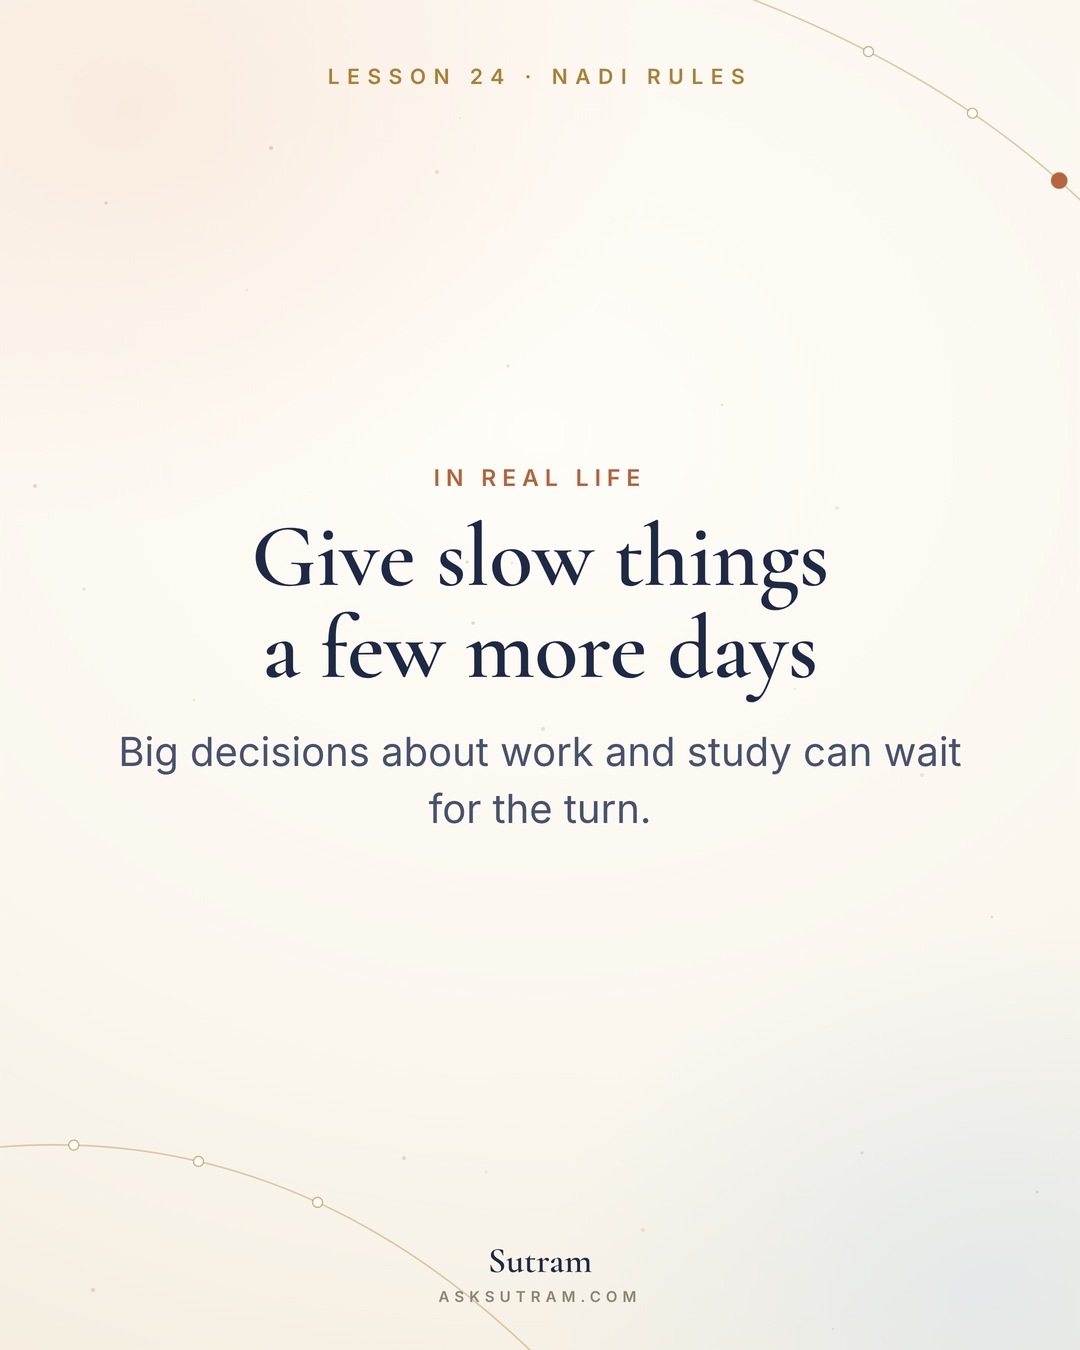 LESSON 24 · NADI RULES
IN REAL LIFE
Give slow things
a few more days
Big decisions about work and study can wait
for the turn.
Sutram
ASKSUTRAM.COM